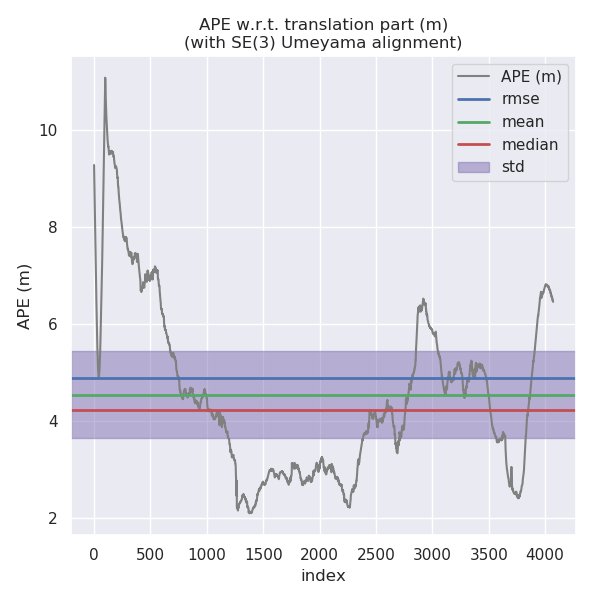 APE w.r.t. translation part (m)
(with SE(3) Umeyama alignment)
APE (m)
rmse
mean
median
std
10
8
6
4
2
APE (m)
0 500 1000 1500 2000 2500 3000 3500 4000
index